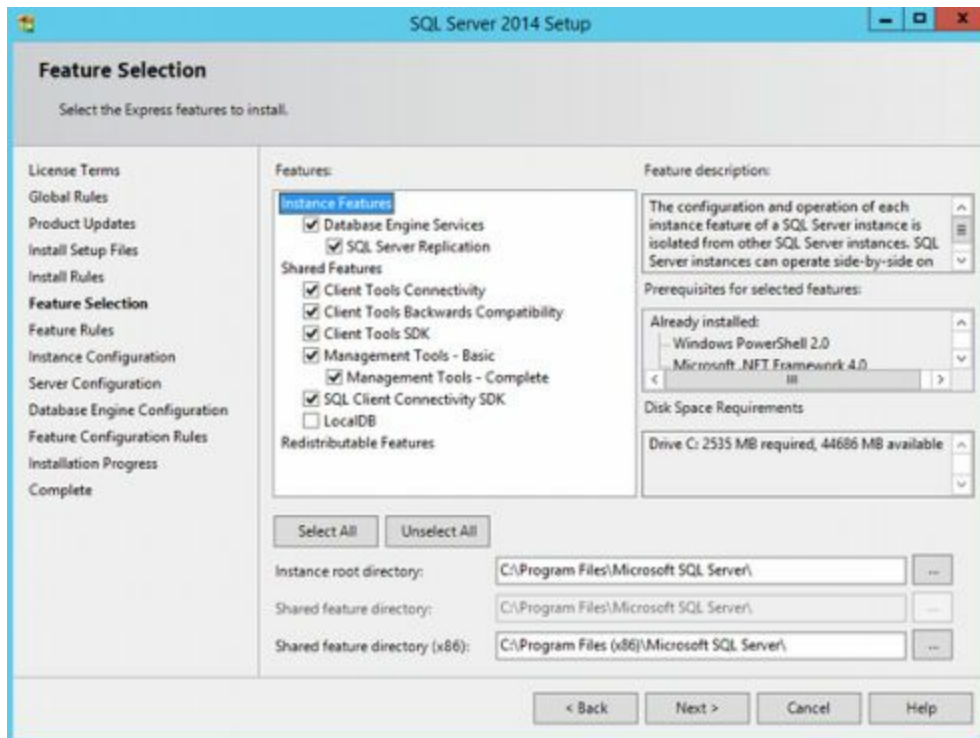 SQL Server 2014 Setup
Feature Selection
Select the Express features to install.
License Terms
Global Rules
Product Updates
Install Setup Files
Install Rules
Feature Selection
Feature Rules
Instance Configuration
Server Configuration
Database Engine Configuration
Feature Configuration Rules
Installation Progress
Complete
Features:
Instance Features
Database Engine Services
SQL Server Replication
Shared Features
Client Tools Connectivity
Client Tools Backwards Compatibility
Client Tools SDK
Management Tools - Basic
Management Tools - Complete
SQL Client Connectivity SDK
LocalDB
Redistributable Features
Feature description:
The configuration and operation of each
instance feature of a SQL Server instance is
isolated from other SQL Server instances. SQL
Server instances can operate side-by-side on
Prerequisites for selected features:
Already installed:
Windows PowerShell 2.0
Microsoft .NET Framework 4.0
Disk Space Requirements
Drive C: 2535 MB required, 44686 MB available
Select All
Unselect All
Instance root directory:
C:\Program Files\Microsoft SQL Server\
...
Shared feature directory:
C:\Program Files\Microsoft SQL Server\
...
Shared feature directory (x86):
C:\Program Files (x86)\Microsoft SQL Server\
...
< Back
Next >
Cancel
Help